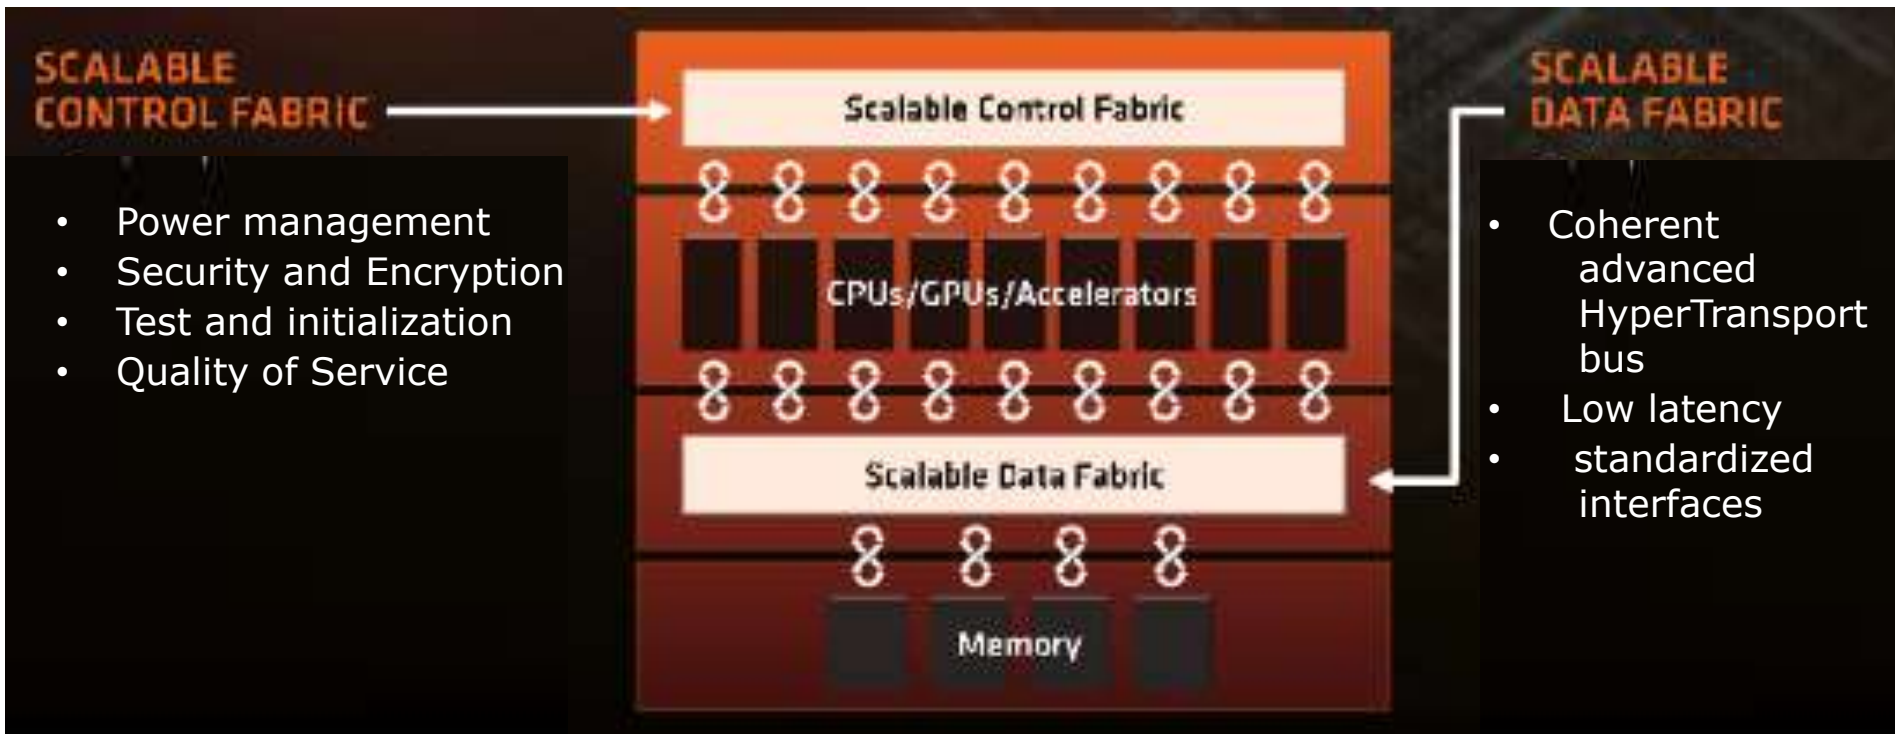 SCALABLE
CONTROL FABRIC
• Power management
• Security and Encryption
• Test and initialization
• Quality of Service
Scalable Control Fabric
CPUs/GPUs/Accelerators
Scalable Data Fabric
Memory
SCALABLE
DATA FABRIC
• Coherent
advanced
HyperTransport
bus
• Low latency
• standardized
interfaces